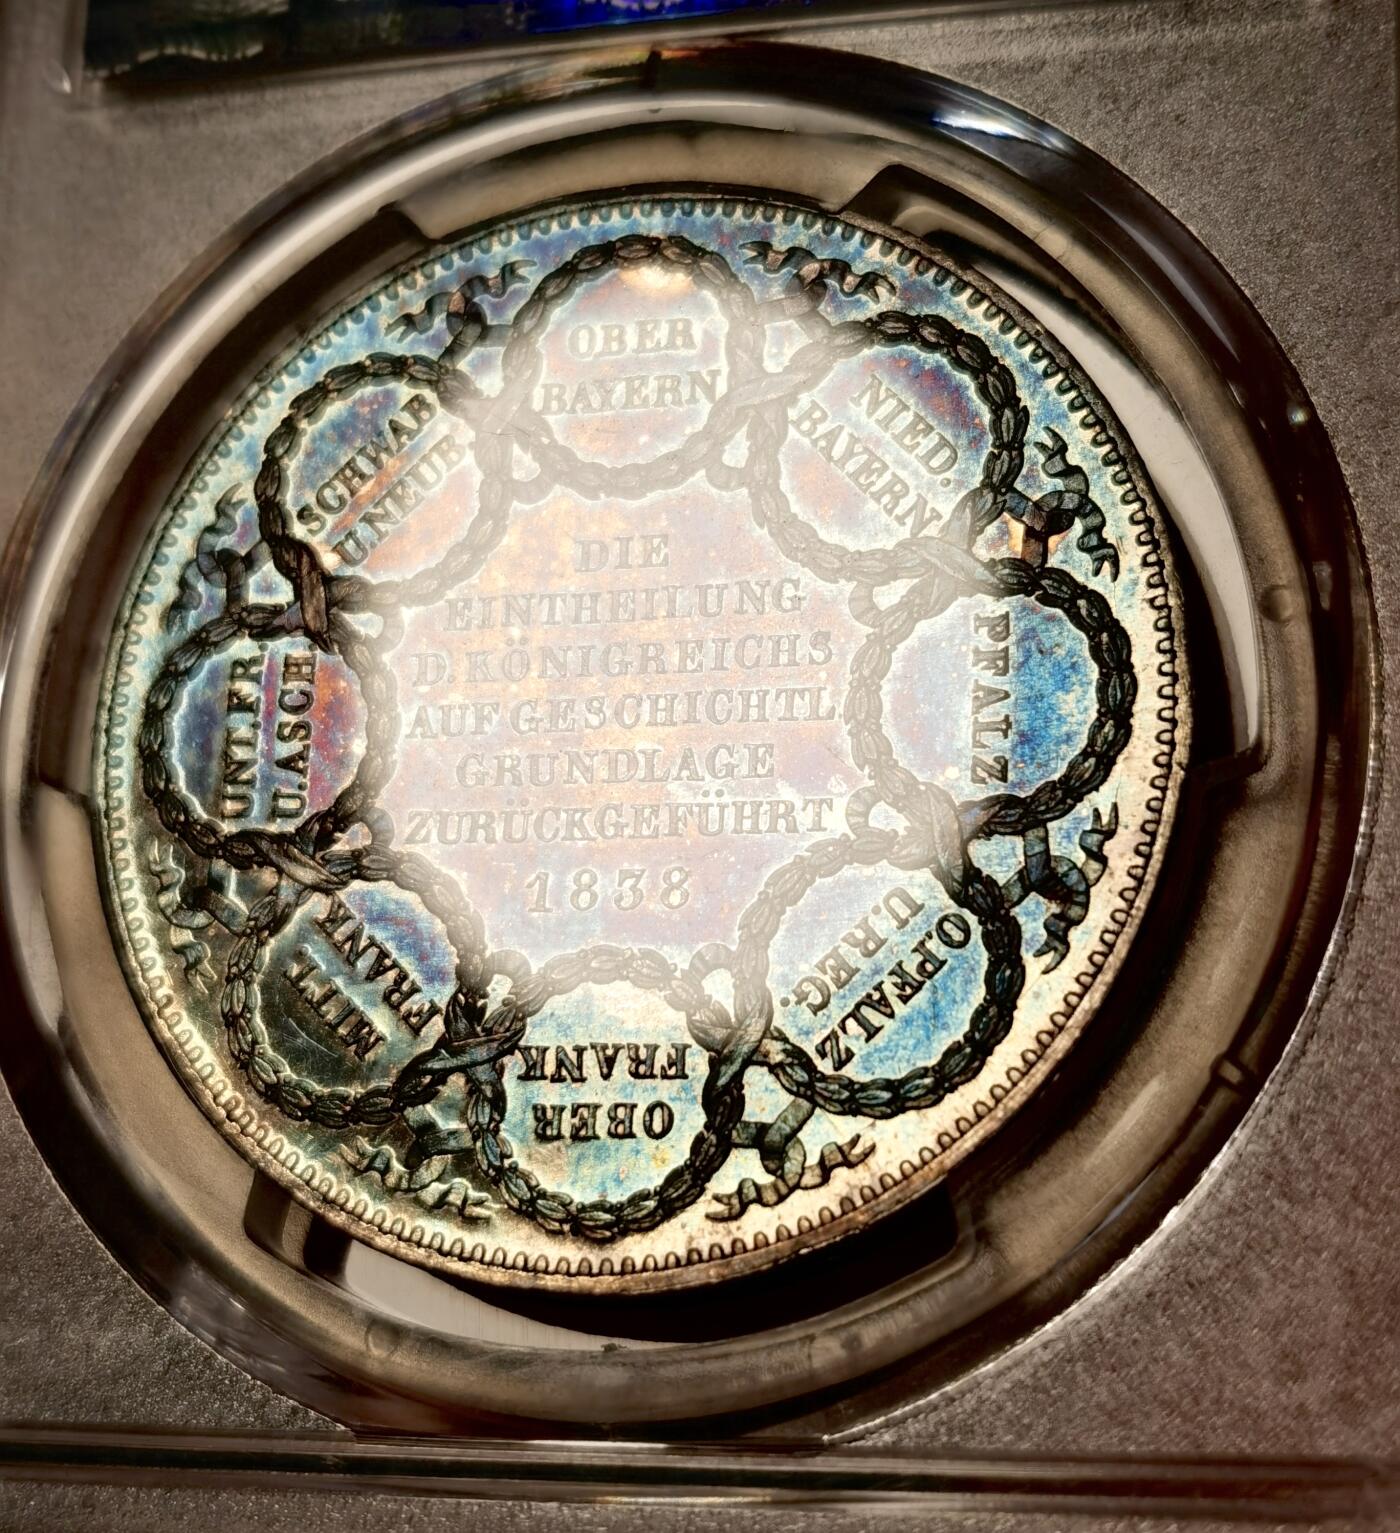 OBER
BAYERN
NIED.
BAYERN
PFALZ
O.PFALZ
U.REG.
OBER
FRANK
MITT.
FRANK
UNT.FR.
U.ASCH
SCHWAB
U.NEUB
DIE
EINTHEILUNG
D.KÖNIGREICHS
AUF GESCHICHTL
GRUNDLAGE
ZURÜCKGEFÜHRT
1838